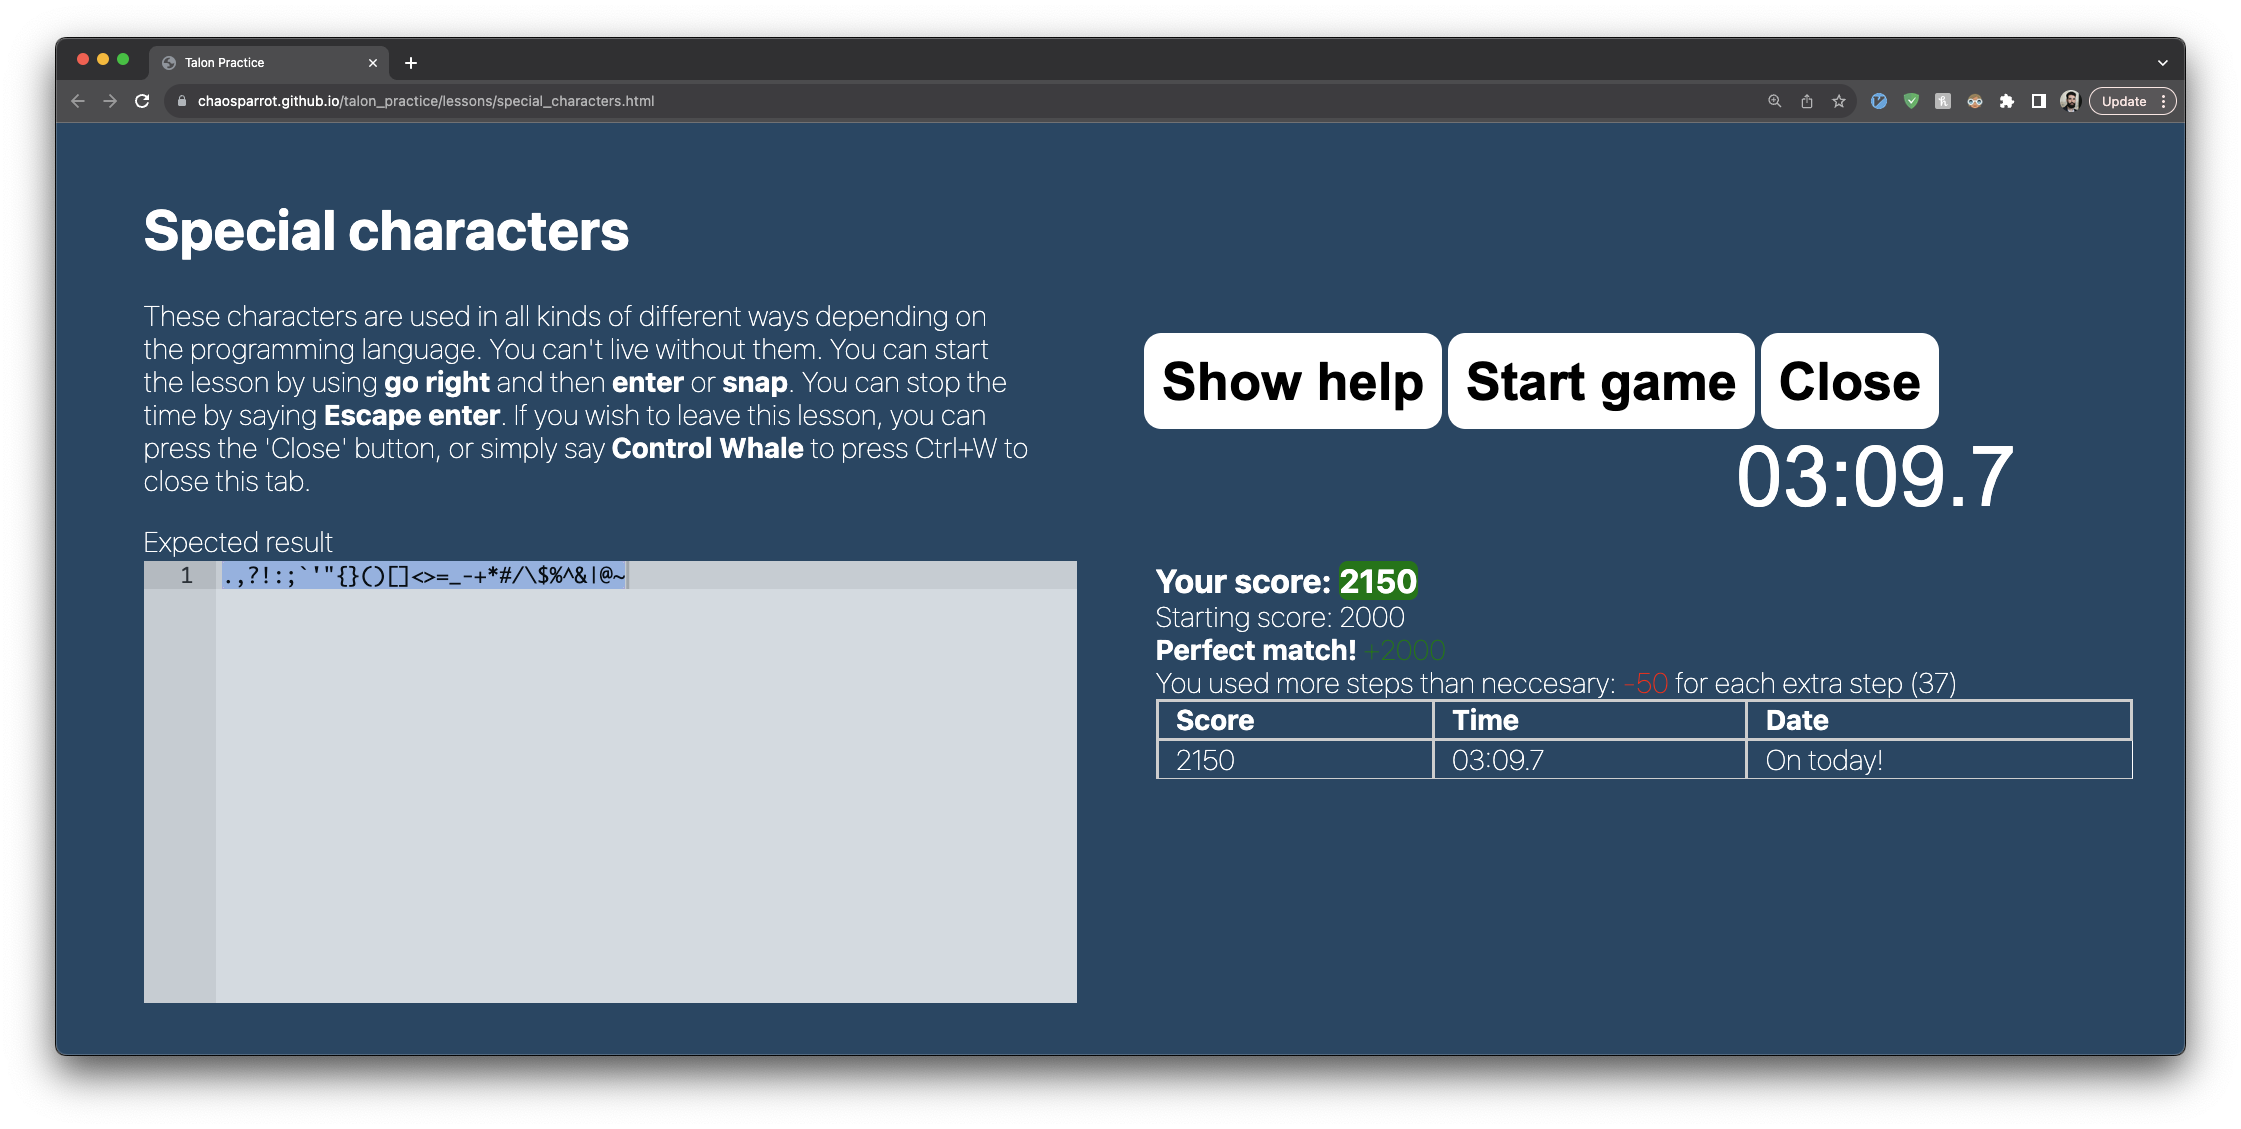 Talon Practice
chaosparrot.github.io/talon_practice/lessons/special_characters.html
Update
Special characters
These characters are used in all kinds of different ways depending on
the programming language. You can't live without them. You can start
the lesson by using go right and then enter or snap. You can stop the
time by saying Escape enter. If you wish to leave this lesson, you can
press the 'Close' button, or simply say Control Whale to press Ctrl+W to
close this tab.
Show help
Start game
Close
03:09.7
Expected result
1
.,?!:;`'"{}()[]<>=_-+*#/\$%^&|@~
Your score: 2150
Starting score: 2000
Perfect match! +2000
You used more steps than neccesary: -50 for each extra step (37)
Score Time Date
2150 03:09.7 On today!